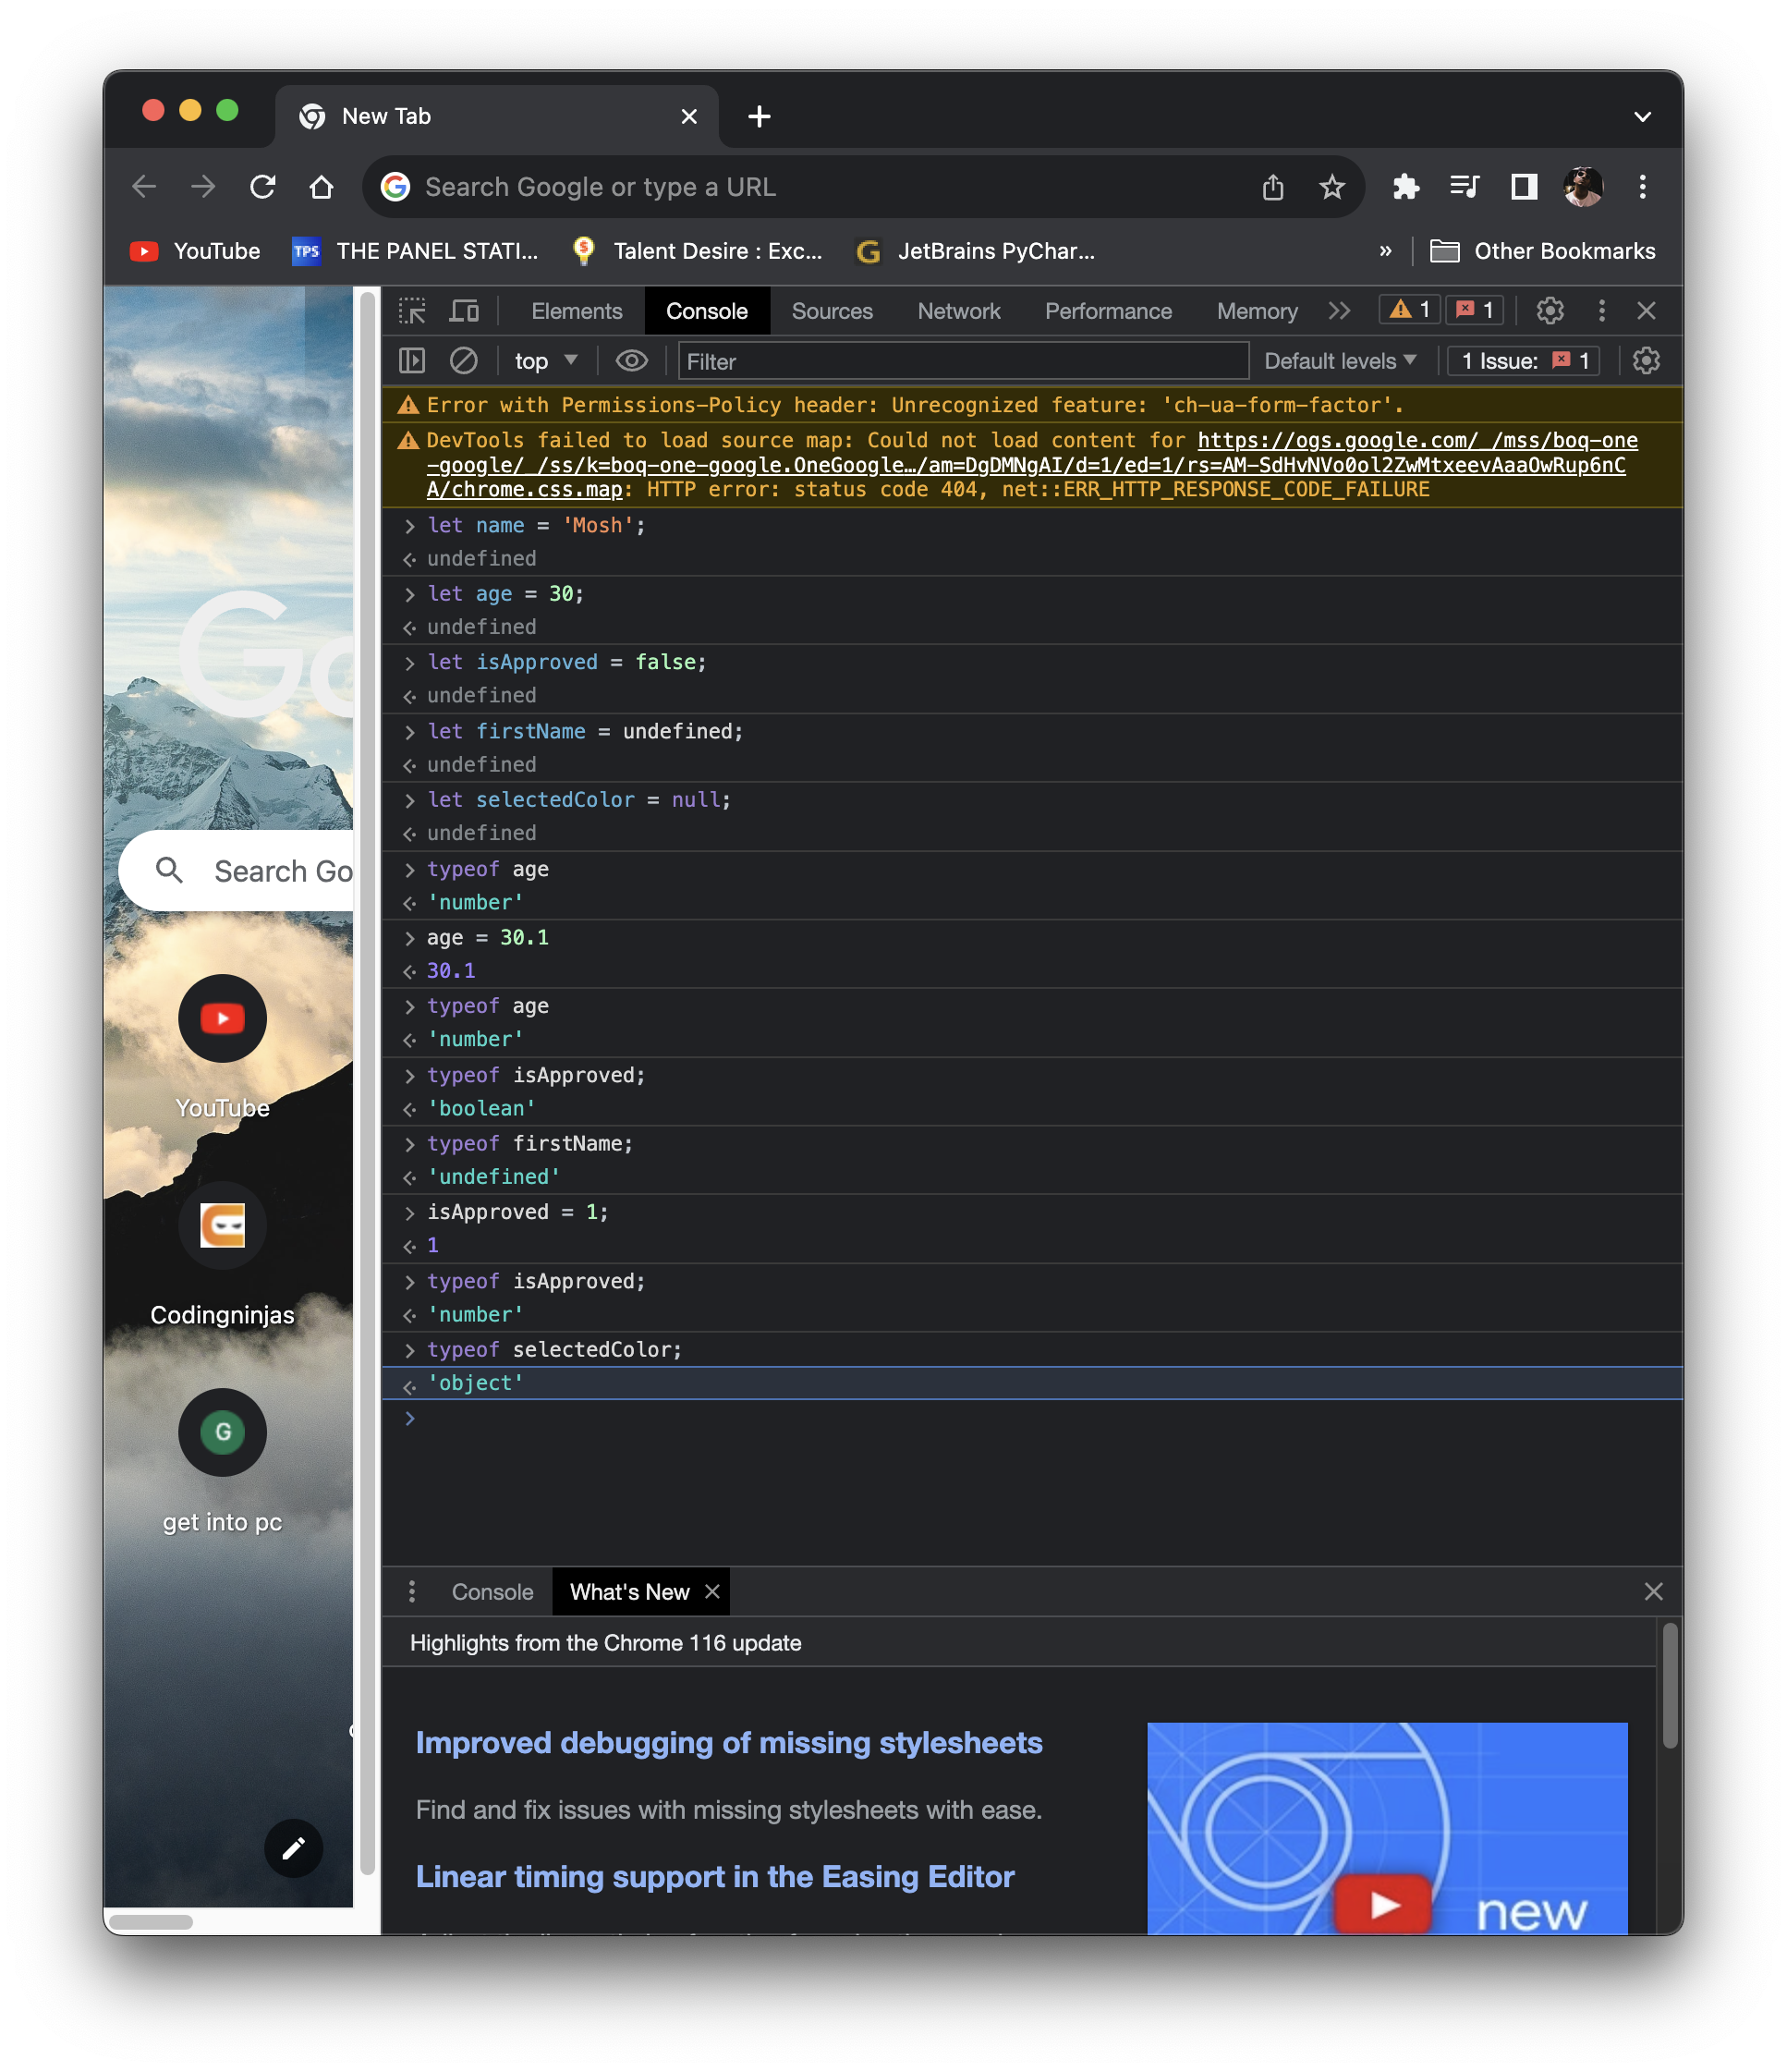 New Tab
Search Google or type a URL
YouTube
TPS
THE PANEL STATI...
Talent Desire : Exc...
JetBrains PyChar...
»
Other Bookmarks
Elements
Console
Sources
Network
Performance
Memory
1
1
top
Filter
Default levels
1 Issue: 1
Error with Permissions-Policy header: Unrecognized feature: 'ch-ua-form-factor'.
DevTools failed to load source map: Could not load content for https://ogs.google.com/_/mss/boq-one
-google/_/ss/k=boq-one-google.OneGoogle…/am=DgDMNgAI/d=1/ed=1/rs=AM-SdHvNVo0ol2ZwMtxeevAaaOwRup6nC
A/chrome.css.map: HTTP error: status code 404, net::ERR_HTTP_RESPONSE_CODE_FAILURE
let name = 'Mosh';
undefined
let age = 30;
undefined
let isApproved = false;
undefined
let firstName = undefined;
undefined
let selectedColor = null;
undefined
typeof age
'number'
age = 30.1
30.1
typeof age
'number'
typeof isApproved;
'boolean'
typeof firstName;
'undefined'
isApproved = 1;
1
typeof isApproved;
'number'
typeof selectedColor;
'object'
Go
Search Go
YouTube
Codingninjas
G
get into pc
Console
What's New
Highlights from the Chrome 116 update
Improved debugging of missing stylesheets
Find and fix issues with missing stylesheets with ease.
Linear timing support in the Easing Editor
new